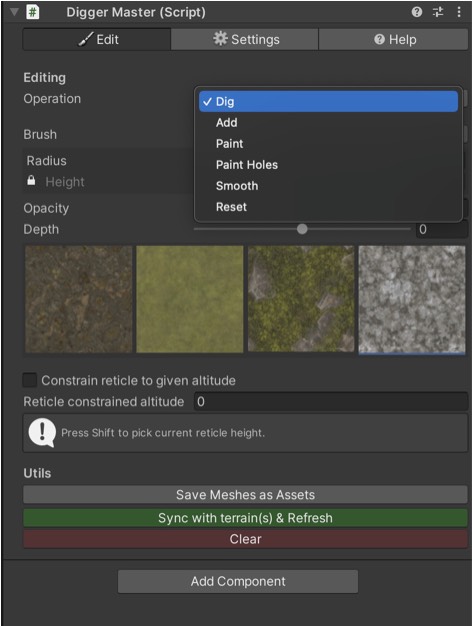 Digger Master (Script)
Edit
Settings
Help
Editing
Operation
✓ Dig
Add
Paint
Paint Holes
Smooth
Reset
Brush
Radius
Height
Opacity
Depth
0
Constrain reticle to given altitude
Reticle constrained altitude 0
Press Shift to pick current reticle height.
Utils
Save Meshes as Assets
Sync with terrain(s) & Refresh
Clear
Add Component